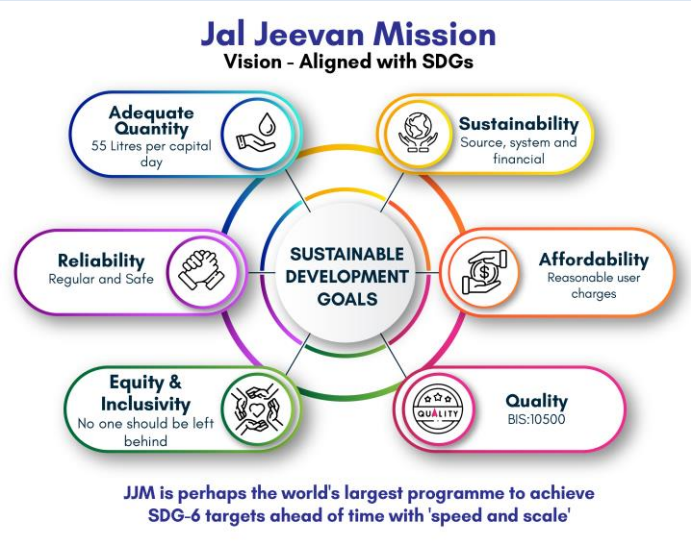 Jal Jeevan Mission
Vision - Aligned with SDGs
Adequate
Quantity
55 Litres per capital
day
Sustainability
Source, system and
financial
Reliability
Regular and Safe
SUSTAINABLE
DEVELOPMENT
GOALS
Affordability
Reasonable user
charges
Equity &
Inclusivity
No one should be left
behind
QUALITY
Quality
BIS:10500
JJM is perhaps the world's largest programme to achieve
SDG-6 targets ahead of time with 'speed and scale'